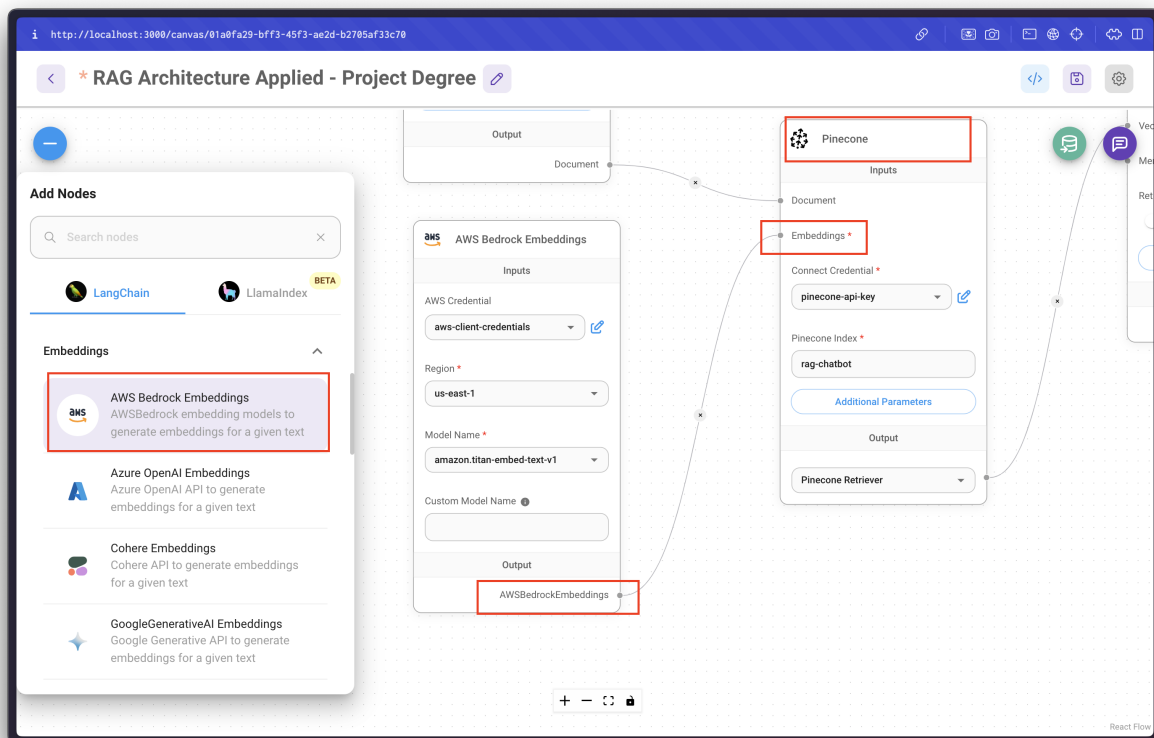 i http://localhost:3000/canvas/01a0fa29-bff3-45f3-ae2d-b2705af33c70
* RAG Architecture Applied - Project Degree
</>
Add Nodes
Search nodes
LangChain
LlamaIndex
BETA
Embeddings
aws
AWS Bedrock Embeddings
AWSBedrock embedding models to
generate embeddings for a given text
Azure OpenAI Embeddings
Azure OpenAI API to generate
embeddings for a given text
Cohere Embeddings
Cohere API to generate embeddings
for a given text
GoogleGenerativeAI Embeddings
Google Generative API to generate
embeddings for a given text
Output
Document
aws
AWS Bedrock Embeddings
Inputs
AWS Credential
aws-client-credentials
Region *
us-east-1
Model Name *
amazon.titan-embed-text-v1
Custom Model Name
Output
AWSBedrockEmbeddings
Pinecone
Inputs
Document
Embeddings *
Connect Credential *
pinecone-api-key
Pinecone Index *
rag-chatbot
Additional Parameters
Output
Pinecone Retriever
Vec
Ret
React Flow